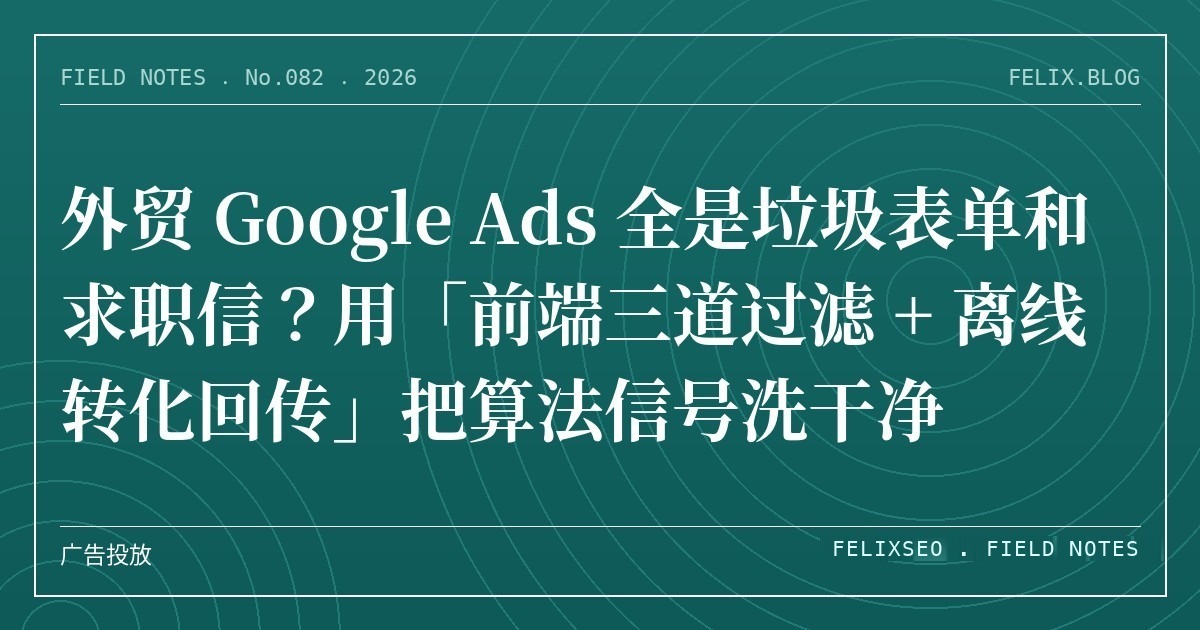 FIELD NOTES . No.082 . 2026
FELIX.BLOG
外贸 Google Ads 全是垃圾表单和
求职信？用「前端三道过滤 + 离线
转化回传」把算法信号洗干净
广告投放
FELIXSEO . FIELD NOTES